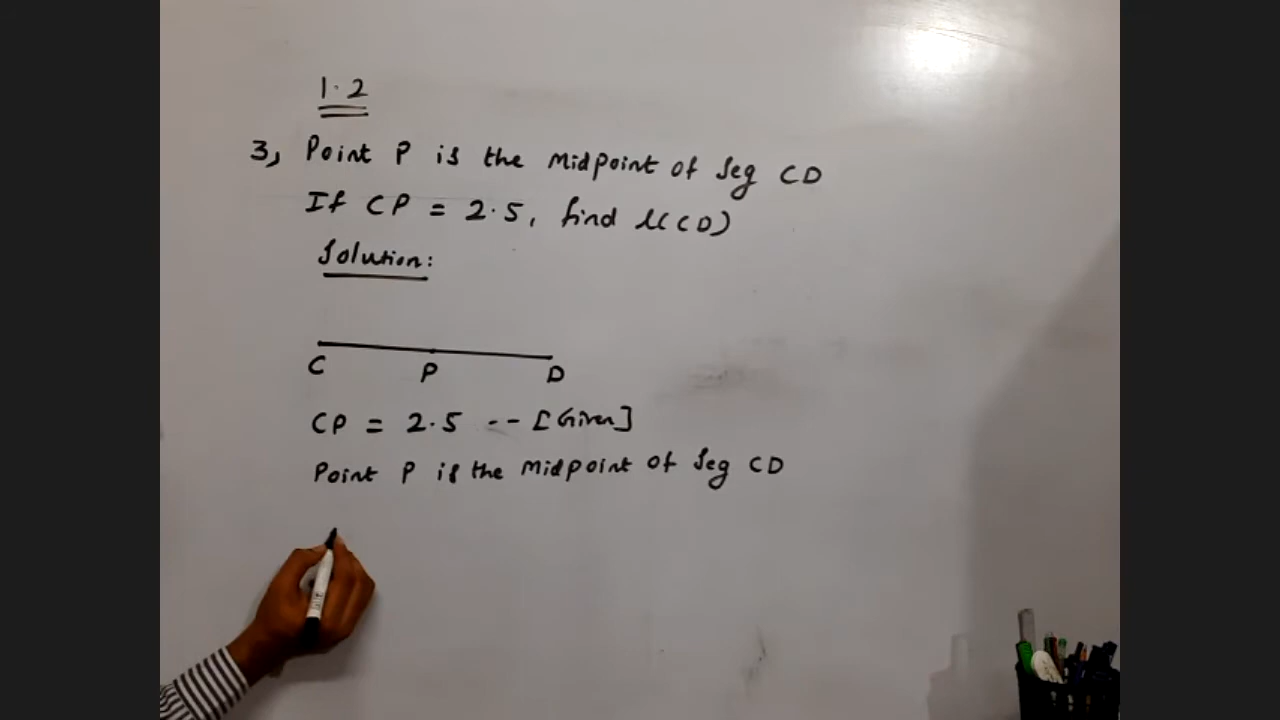 1.2
3, Point P is the Midpoint of Seg CD
If CP = 2.5, find l(CD)
Solution:
C P D
CP = 2.5 -- [Given]
Point P is the Midpoint of Seg CD